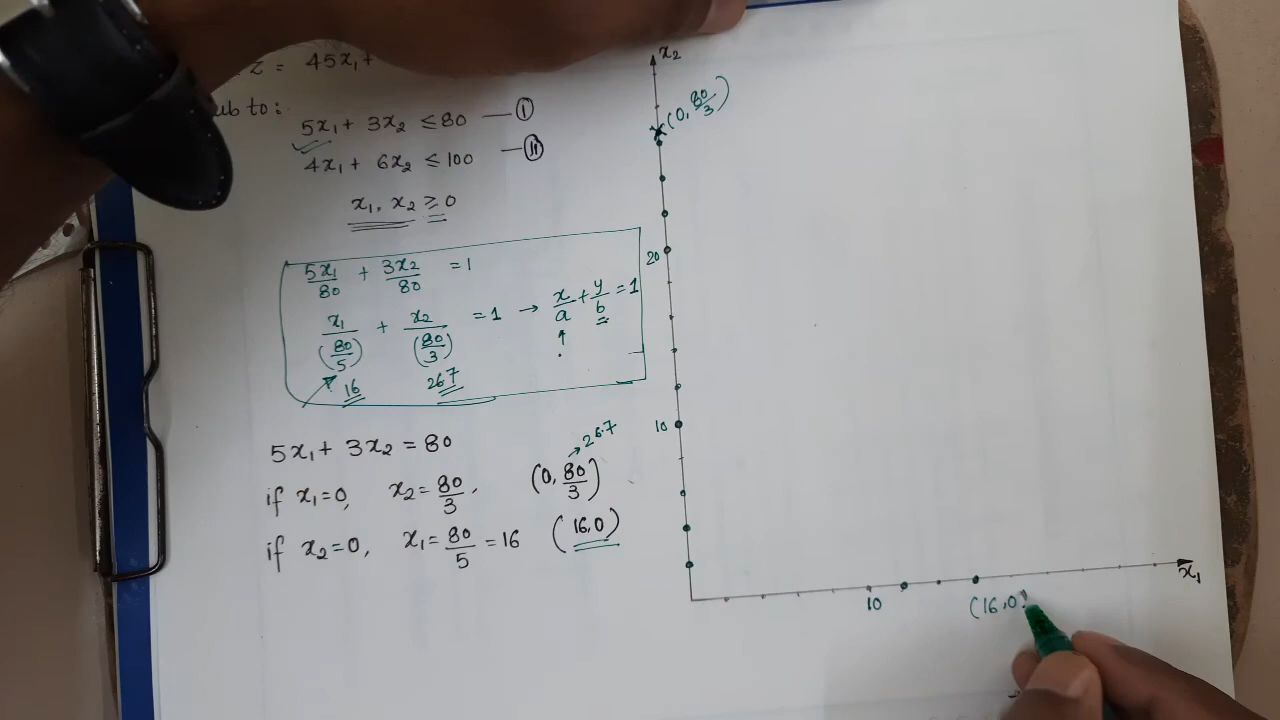 Z = 45x₁+
ub to:
5x₁ + 3x₂ ≤ 80 — Ⓘ
4x₁ + 6x₂ ≤ 100 — Ⓘ︎Ⓘ
x₁, x₂ ≥ 0
5x₁/80 + 3x₂/80 = 1
x₁/(80/5) + x₂/(80/3) = 1 → x/a + y/b = 1
16 26.7
5x₁ + 3x₂ = 80
→ 26.7
if x₁=0, x₂ = 80/3. (0, 80/3)
if x₂=0, x₁ = 80/5 = 16 (16,0)
x₂
(0, 80/3)
20
10
10
(16,0)
x₁